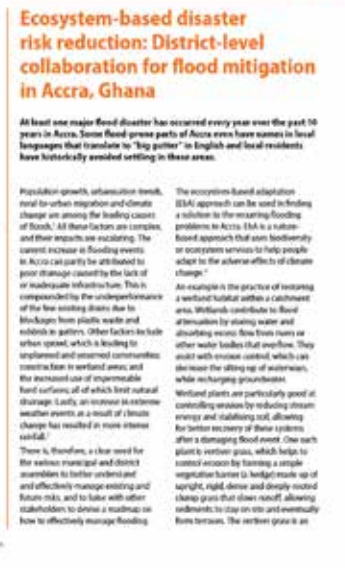 Ecosystem-based disaster
risk reduction: District-level
collaboration for flood mitigation
in Accra, Ghana
At least one major flood disaster has occurred every year over the past 10
years in Accra. Some flood-prone parts of Accra even have names in local
languages that translate to "big gutter" in English and local residents
have historically avoided settling in these areas.
Population growth, urbanisation trends,
rural-to-urban migration and climate
change are among the leading causes
of floods. All these factors are complex,
and their impacts are escalating. The
current increase in flooding events
in Accra can partly be attributed to
poor drainage caused by the lack of
or inadequate infrastructure. This is
compounded by the underperformance
of the few existing drains due to
blockages from plastic waste and
rubbish in gutters. Other factors include
urban sprawl, which is leading to
unplanned and unserved communities;
construction in wetland areas; and
the increased use of impermeable
hard surfaces; all of which limit natural
drainage. Lastly, an increase in extreme
weather events as a result of climate
change has resulted in more intense
rainfall.
There is, therefore, a clear need for
the various municipal and district
assemblies to better understand
and effectively manage existing and
future risks, and to liaise with other
stakeholders to devise a roadmap on
how to effectively manage flooding.
The ecosystem-based adaptation
(EbA) approach can be used in finding
a solution to the recurring flooding
problems in Accra. EbA is a nature-
based approach that uses biodiversity
or ecosystem services to help people
adapt to the adverse effects of climate
change.
An example is the practice of restoring
a wetland habitat within a catchment
area. Wetlands contribute to flood
attenuation by storing water and
absorbing excess flow from rivers or
other water bodies that overflow. They
assist with erosion control, which can
decrease the silting up of waterways,
while recharging groundwater.
Wetland plants are particularly good at
controlling erosion by reducing stream
energy and stabilising soil, allowing
for better recovery of these systems
after a damaging flood event. One such
plant is vetiver grass, which helps to
control erosion by forming a simple
vegetative barrier (a hedge) made up of
upright, rigid, dense and deeply rooted
clump grass that slows runoff, allowing
sediments to stay on site and eventually
form terraces. The vetiver grass is an